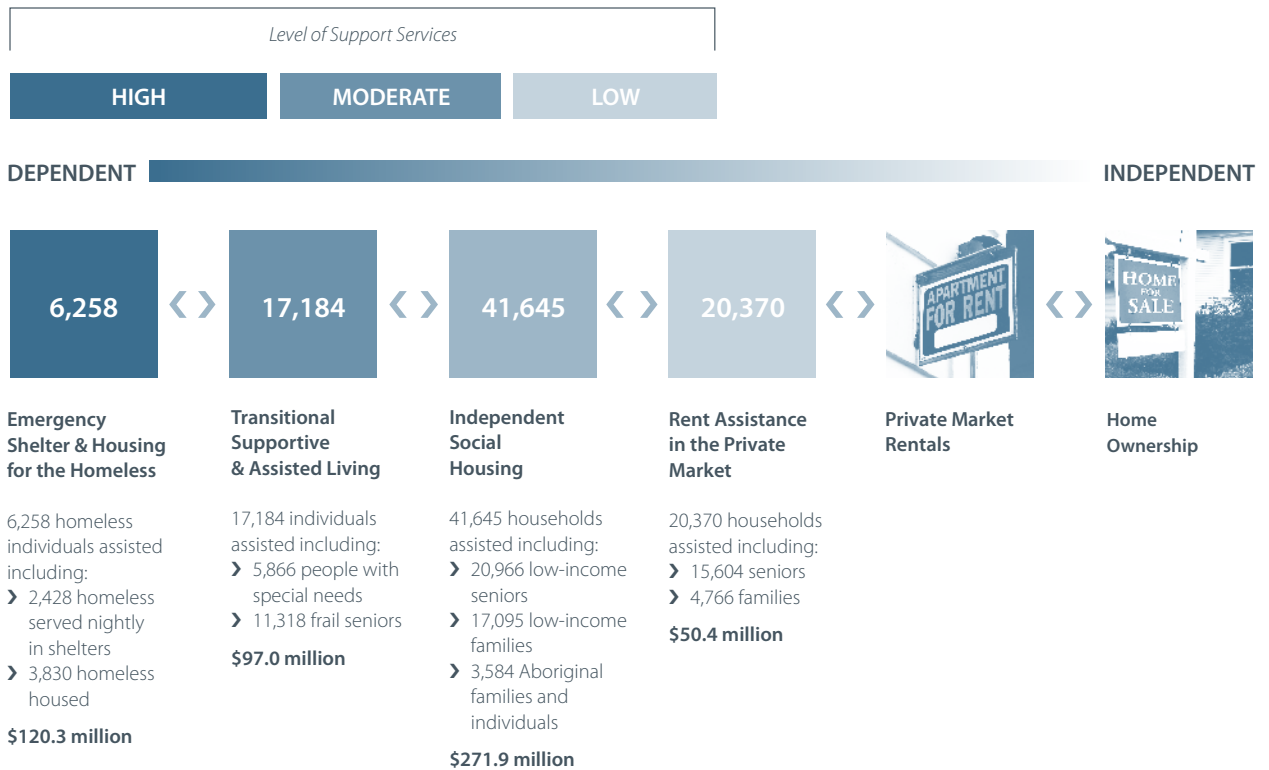 Level of Support Services
HIGH
MODERATE
LOW
DEPENDENT
INDEPENDENT
6,258
17,184
41,645
20,370
APARTMENT
FOR RENT
HOME
FOR
SALE
Emergency
Shelter & Housing
for the Homeless
6,258 homeless
individuals assisted
including:
› 2,428 homeless
served nightly
in shelters
› 3,830 homeless
housed
$120.3 million
Transitional
Supportive
& Assisted Living
17,184 individuals
assisted including:
› 5,866 people with
special needs
› 11,318 frail seniors
$97.0 million
Independent
Social
Housing
41,645 households
assisted including:
› 20,966 low-income
seniors
› 17,095 low-income
families
› 3,584 Aboriginal
families and
individuals
$271.9 million
Rent Assistance
in the Private
Market
20,370 households
assisted including:
› 15,604 seniors
› 4,766 families
$50.4 million
Private Market
Rentals
Home
Ownership